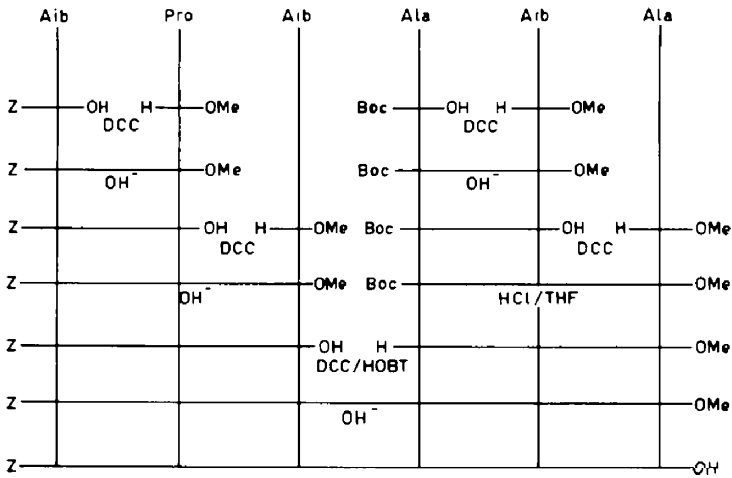 Aib Pro Aib Ala Aib Ala
Z OH H OMe Boc OH H OMe
DCC DCC
Z OMe Boc OMe
OH⁻ OH⁻
Z OH H OMe Boc OH H OMe
DCC DCC
Z OMe Boc OMe
OH⁻ HCl/THF
Z OH H OMe
DCC/HOBT
Z OMe
OH⁻
Z OH